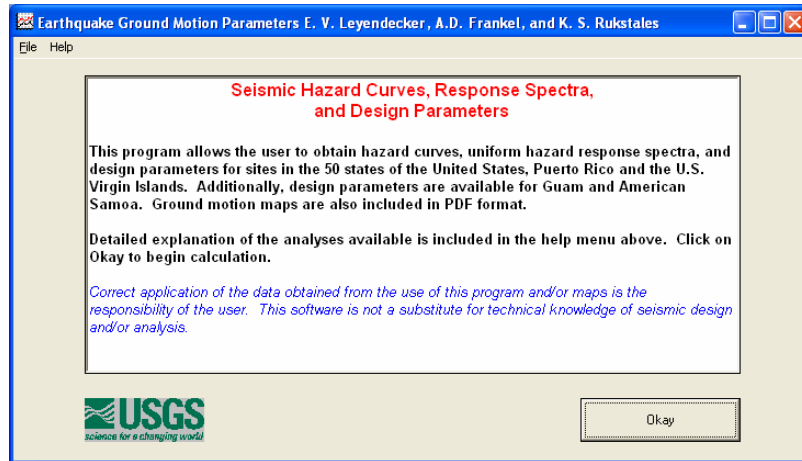 Earthquake Ground Motion Parameters E. V. Leyendecker, A.D. Frankel, and K. S. Rukstales
File Help
Seismic Hazard Curves, Response Spectra,
and Design Parameters
This program allows the user to obtain hazard curves, uniform hazard response spectra, and
design parameters for sites in the 50 states of the United States, Puerto Rico and the U.S.
Virgin Islands. Additionally, design parameters are available for Guam and American
Samoa. Ground motion maps are also included in PDF format.
Detailed explanation of the analyses available is included in the help menu above. Click on
Okay to begin calculation.
Correct application of the data obtained from the use of this program and/or maps is the
responsibility of the user. This software is not a substitute for technical knowledge of seismic design
and/or analysis.
USGS
science for a changing world
Okay